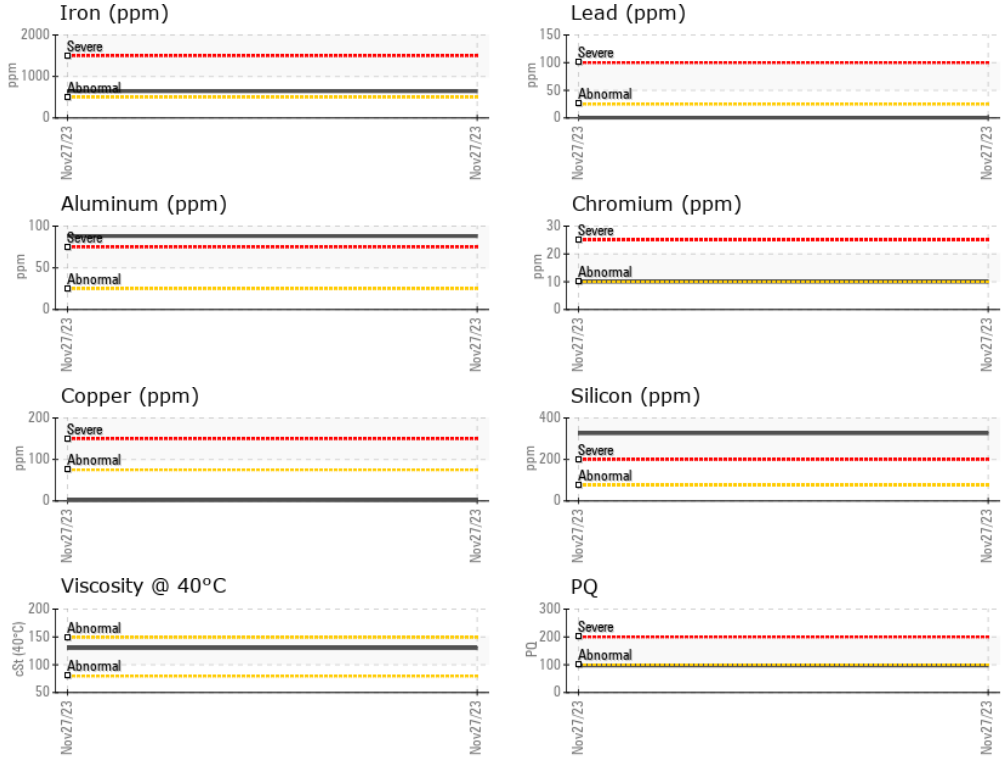 Iron (ppm)
2000
1000
0
ppm
Severe
Abnormal
Nov27/23
Nov27/23
Lead (ppm)
150
100
50
0
ppm
Severe
Abnormal
Nov27/23
Nov27/23
Aluminum (ppm)
100
50
0
ppm
Severe
Abnormal
Nov27/23
Nov27/23
Chromium (ppm)
30
20
10
0
ppm
Severe
Abnormal
Nov27/23
Nov27/23
Copper (ppm)
200
100
0
ppm
Severe
Abnormal
Nov27/23
Nov27/23
Silicon (ppm)
400
200
0
ppm
Severe
Abnormal
Nov27/23
Nov27/23
Viscosity @ 40°C
200
150
100
50
cSt (40°C)
Abnormal
Abnormal
Nov27/23
Nov27/23
PQ
300
200
100
0
PQ
Severe
Abnormal
Nov27/23
Nov27/23